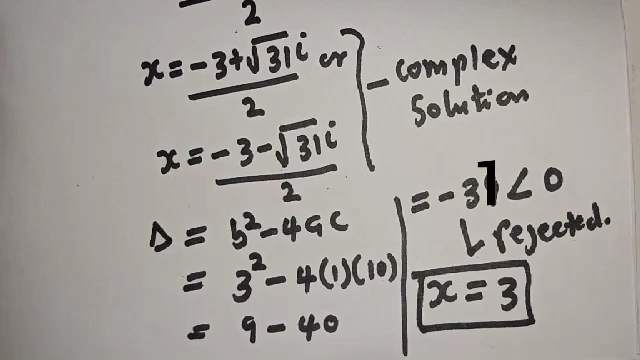 2
x = -3+√31 i or
2
- complex
solution
x = -3-√31 i
2
Δ = b² - 4ac
= 3² - 4(1)(10)
= 9 - 40
= -31 < 0
rejected.
x = 3